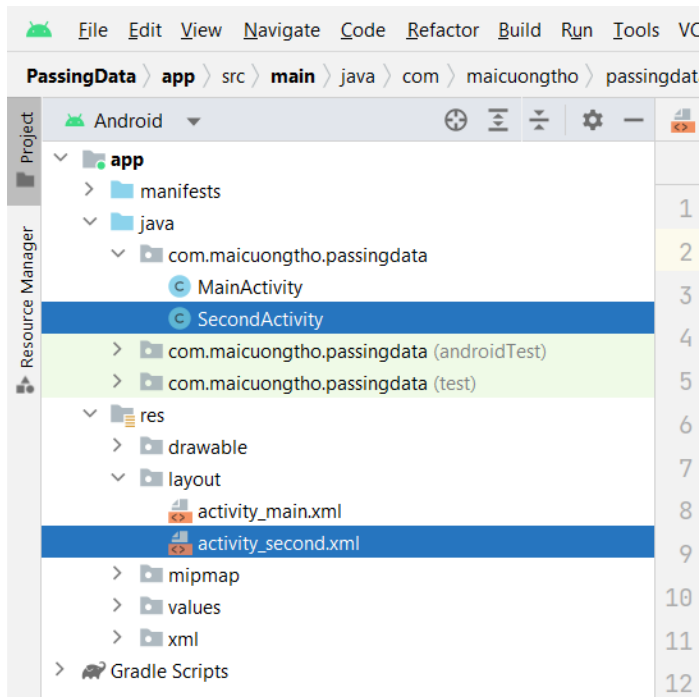 File Edit View Navigate Code Refactor Build Run Tools VC
PassingData app src main java com maicuongtho passingdat
Project
Resource Manager
Android
app
manifests
java
com.maicuongtho.passingdata
C MainActivity
C SecondActivity
com.maicuongtho.passingdata (androidTest)
com.maicuongtho.passingdata (test)
res
drawable
layout
activity_main.xml
activity_second.xml
mipmap
values
xml
Gradle Scripts
1
2
3
4
5
6
7
8
9
10
11
12